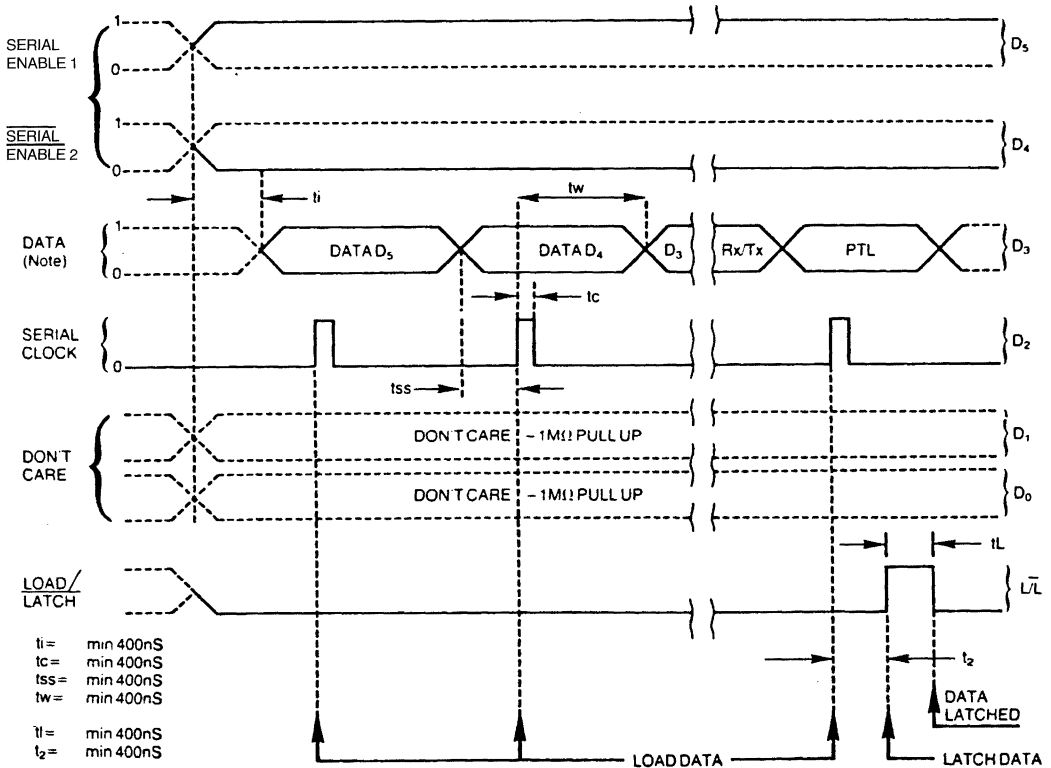 SERIAL
ENABLE 1
1
0
D5
SERIAL
ENABLE 2
1
0
D4
ti
tw
DATA
(Note)
1
0
DATA D5
DATA D4
D3
Rx/Tx
PTL
D3
tc
SERIAL
CLOCK
0
D2
tss
DON'T
CARE
DON'T CARE - 1MΩ PULL UP
D1
DON'T CARE - 1MΩ PULL UP
D0
tL
LOAD/
LATCH
L/L
ti= min 400nS
tc= min 400nS
tss= min 400nS
tw= min 400nS
tl= min 400nS
t2= min 400nS
t2
DATA
LATCHED
LOAD DATA
LATCH DATA